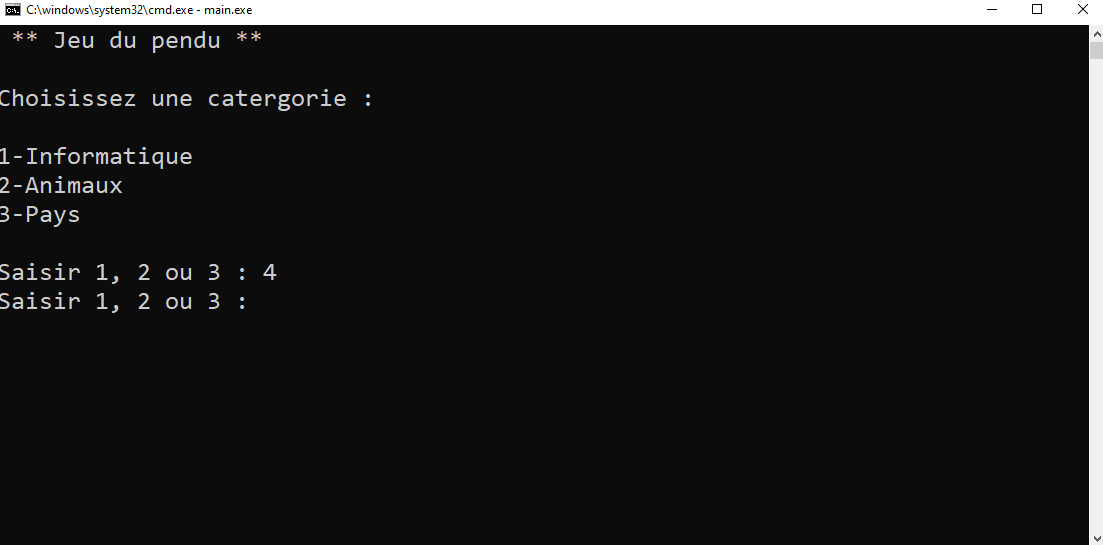 C:\windows\system32\cmd.exe - main.exe
** Jeu du pendu **
Choisissez une catergorie :
1-Informatique
2-Animaux
3-Pays
Saisir 1, 2 ou 3 : 4
Saisir 1, 2 ou 3 :